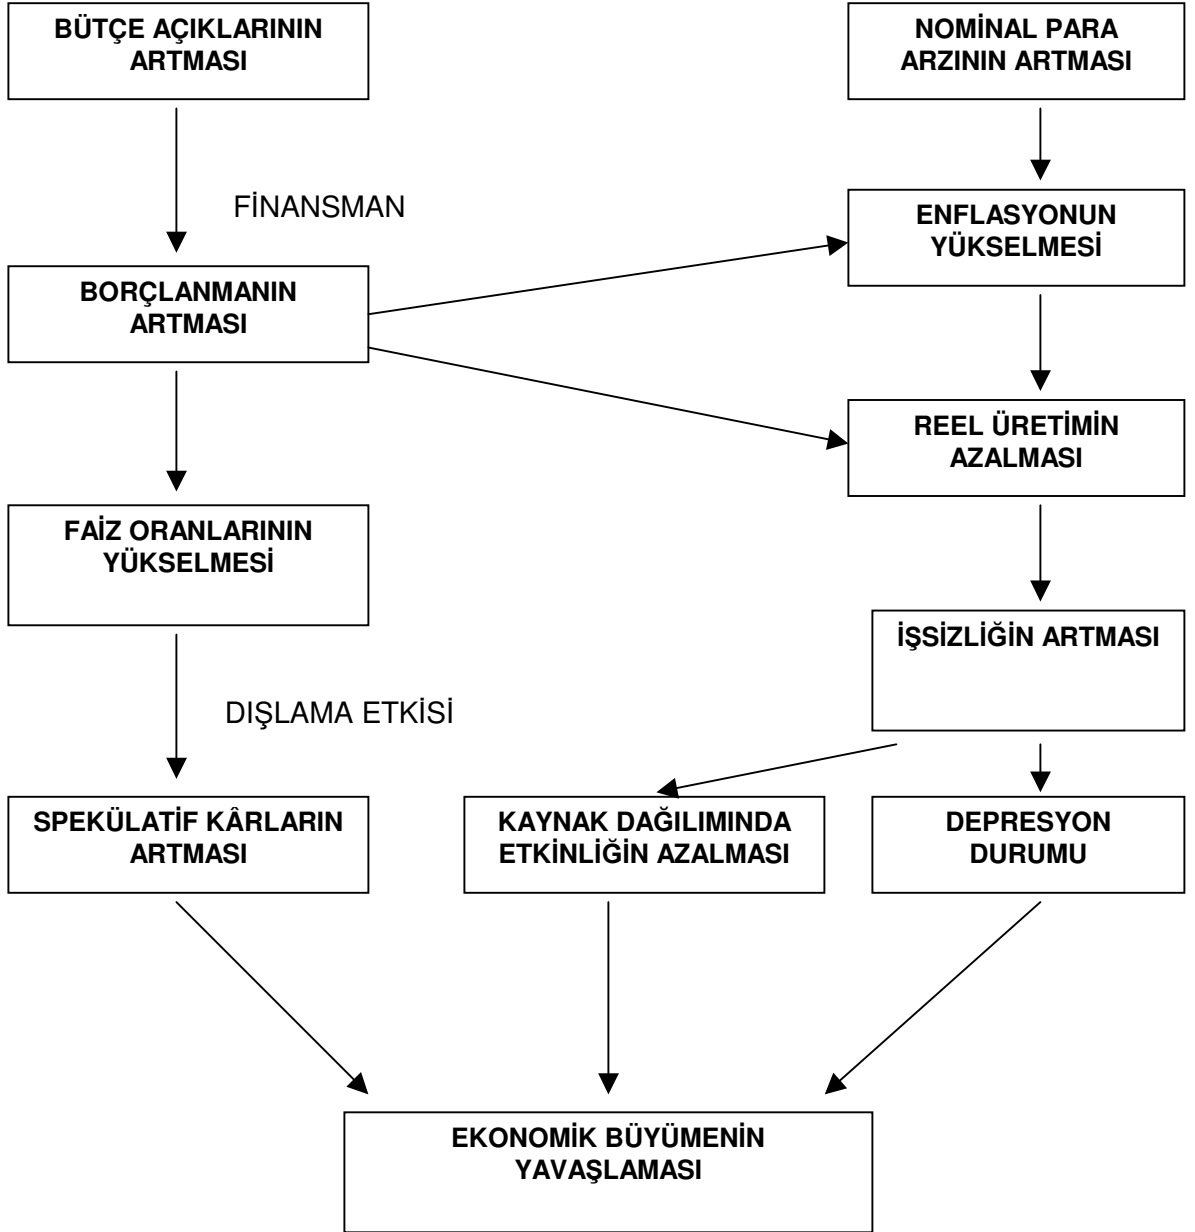 BÜTÇE AÇIKLARININ
ARTMASI
NOMİNAL PARA
ARZININ ARTMASI
FİNANSMAN
ENFLASYONUN
YÜKSELMESİ
BORÇLANMANIN
ARTMASI
REEL ÜRETİMİN
AZALMASI
FAİZ ORANLARININ
YÜKSELMESİ
İŞSİZLİĞİN ARTMASI
DIŞLAMA ETKİSİ
SPEKÜLATİF KÂRLARIN
ARTMASI
KAYNAK DAĞILIMINDA
ETKİNLİĞİN AZALMASI
DEPRESYON
DURUMU
EKONOMİK BÜYÜMENİN
YAVAŞLAMASI